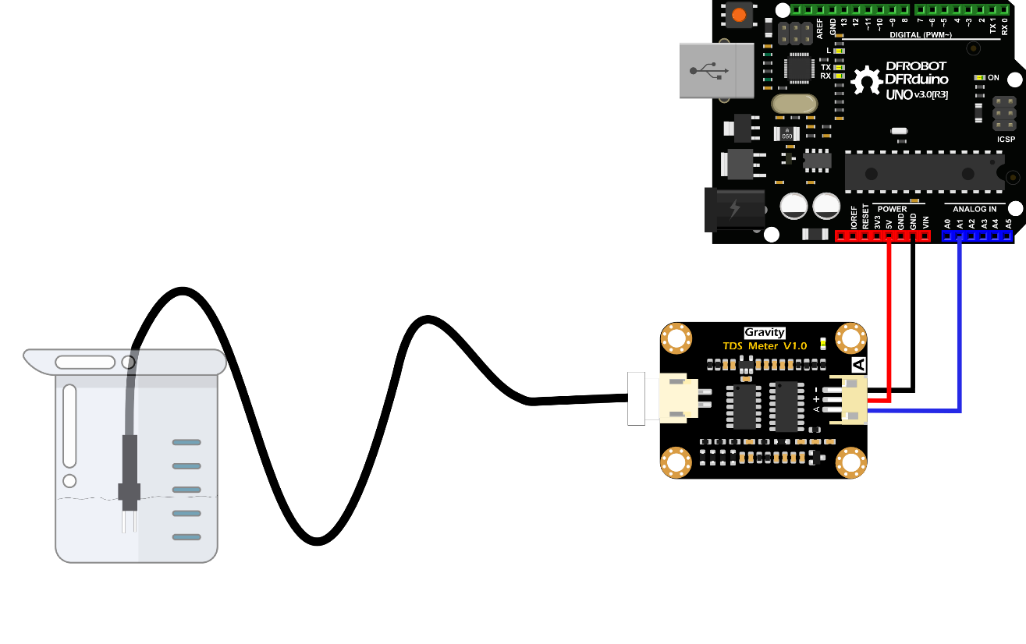 AREF
GND
13
12
~11
~10
~9
8
7
~6
~5
4
~3
2
TX 1
RX 0
DIGITAL (PWM~)
L
TX
RX
DFROBOT
DFRduino
UNO v.3.0[R3]
ON
ICSP
POWER
ANALOG IN
IOREF
RESET
3V3
5V
GND
GND
VIN
A0
A1
A2
A3
A4
A5
Gravity
TDS Meter V1.0
A
- + A